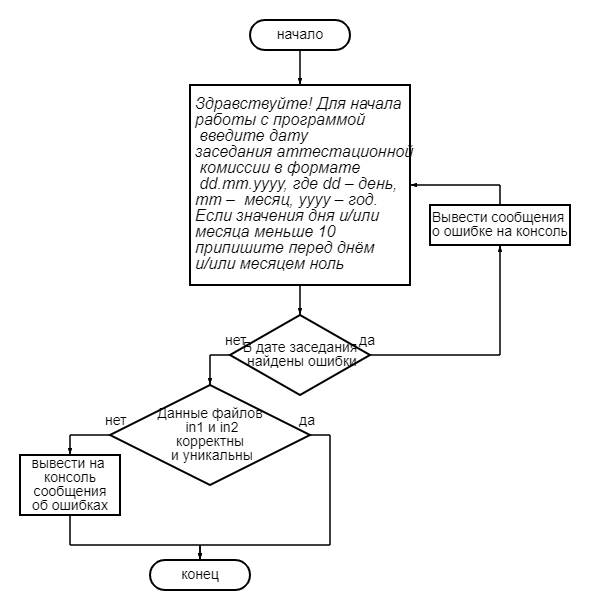 начало
Здравствуйте! Для начала
работы с программой
введите дату
заседания аттестационной
комиссии в формате
dd.mm.yyyy, где dd – день,
mm – месяц, yyyy – год.
Если значения дня и/или
месяца меньше 10
припишите перед днём
и/или месяцем ноль
Вывести сообщения
о ошибке на консоль
нет
В дате заседания
найдены ошибки
да
нет
Данные файлов
in1 и in2
корректны
и уникальны
да
вывести на
консоль
сообщения
об ошибках
конец